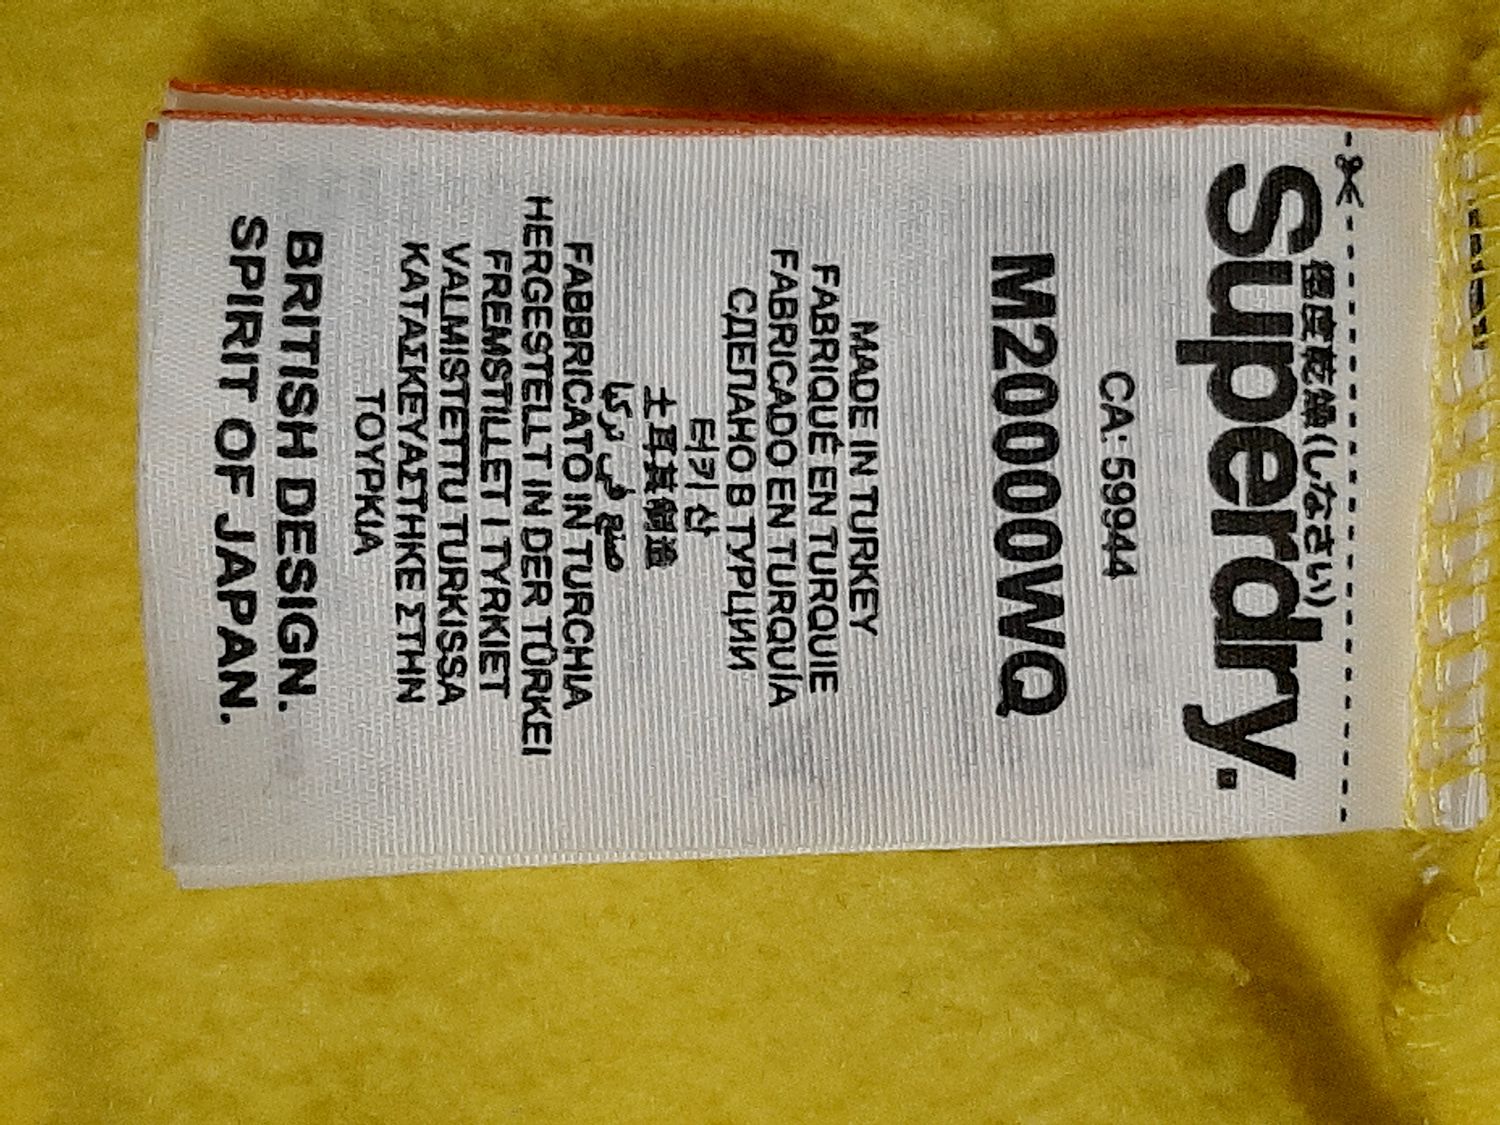 極度乾燥(しなさい)
Superdry.
CA: 59944
M20000WQ
MADE IN TURKEY
FABRIQUÉ EN TURQUIE
FABRICADO EN TURQUÍA
СДЕЛАНО В ТУРЦИИ
터키 산
土耳其製造
صنع في تركيا
FABBRICATO IN TURCHIA
HERGESTELLT IN DER TÜRKEI
FREMSTILLET I TYRKIET
VALMISTETTU TURKISSA
ΚΑΤΑΣΚΕΥΑΣΤΗΚΕ ΣΤΗΝ
ΤΟΥΡΚΙΑ
BRITISH DESIGN.
SPIRIT OF JAPAN.